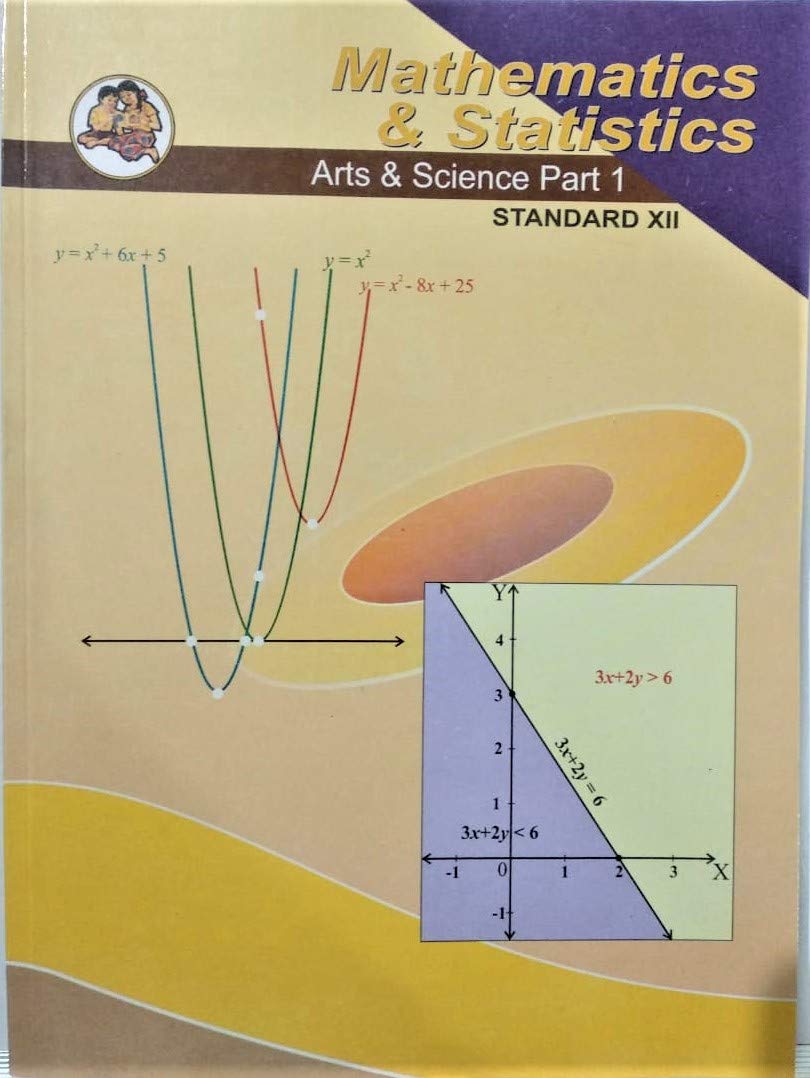 Mathematics
& Statistics
Arts & Science Part 1
STANDARD XII
y = x² + 6x + 5
y = x²
y = x² - 8x + 25
Y
4
3x+2y > 6
3
2
3x+2y = 6
1
3x+2y < 6
-1 0 1 2 3 X
-1